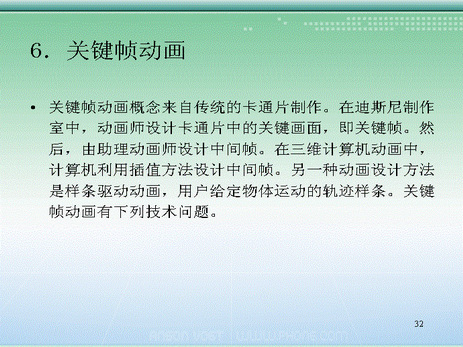 6．关键帧动画
• 关键帧动画概念来自传统的卡通片制作。在迪斯尼制作
室中，动画师设计卡通片中的关键画面，即关键帧。然
后，由助理动画师设计中间帧。在三维计算机动画中，
计算机利用插值方法设计中间帧。另一种动画设计方法
是样条驱动动画，用户给定物体运动的轨迹样条。关键
帧动画有下列技术问题。
32